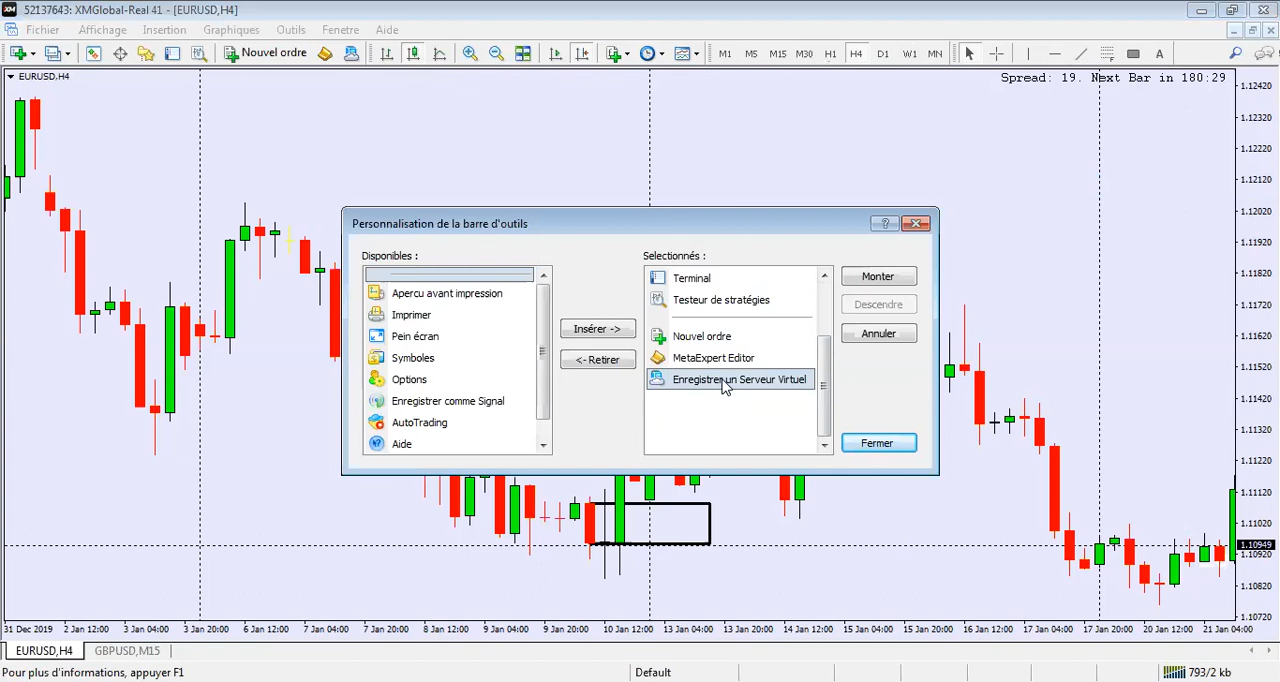 52137643: XMGlobal-Real 41 - [EURUSD,H4]
Fichier Affichage Insertion Graphiques Outils Fenetre Aide
Nouvel ordre M1 M5 M15 M30 H1 H4 D1 W1 MN A
EURUSD,H4
Spread: 19. Next Bar in 180:29
1.12420
1.12320
1.12220
1.12020
1.11920
1.11820
1.11720
1.11620
1.11520
1.11420
1.11320
1.11220
1.11120
1.11020
1.10949
1.10920
1.10820
1.10720
Personnalisation de la barre d'outils
Disponibles :
Apercu avant impression
Imprimer
Pein écran
Symboles
Options
Enregistrer comme Signal
AutoTrading
Aide
Insérer ->
<- Retirer
Selectionnés :
Terminal
Testeur de stratégies
Nouvel ordre
MetaExpert Editor
Enregistrer un Serveur Virtuel
Monter
Descendre
Annuler
Fermer
31 Dec 2019 2 Jan 12:00 3 Jan 04:00 3 Jan 20:00 6 Jan 12:00 7 Jan 04:00 7 Jan 20:00 8 Jan 12:00 9 Jan 04:00 9 Jan 20:00 10 Jan 12:00 13 Jan 04:00 13 Jan 20:00 14 Jan 12:00 15 Jan 04:00 15 Jan 20:00 16 Jan 12:00 17 Jan 04:00 17 Jan 20:00 20 Jan 12:00 21 Jan 04:00
EURUSD,H4 GBPUSD,M15
Pour plus d'informations, appuyer F1 Default 793/2 kb